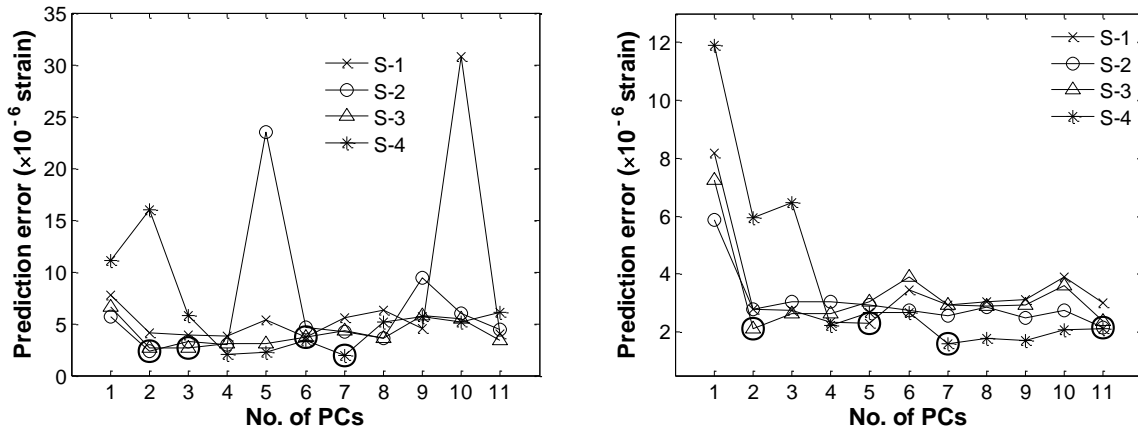 35
30
25
20
15
10
5
0
Prediction error (×10⁻⁶ strain)
S-1
S-2
S-3
S-4
1 2 3 4 5 6 7 8 9 10 11
No. of PCs
12
10
8
6
4
2
Prediction error (×10⁻⁶ strain)
S-1
S-2
S-3
S-4
1 2 3 4 5 6 7 8 9 10 11
No. of PCs